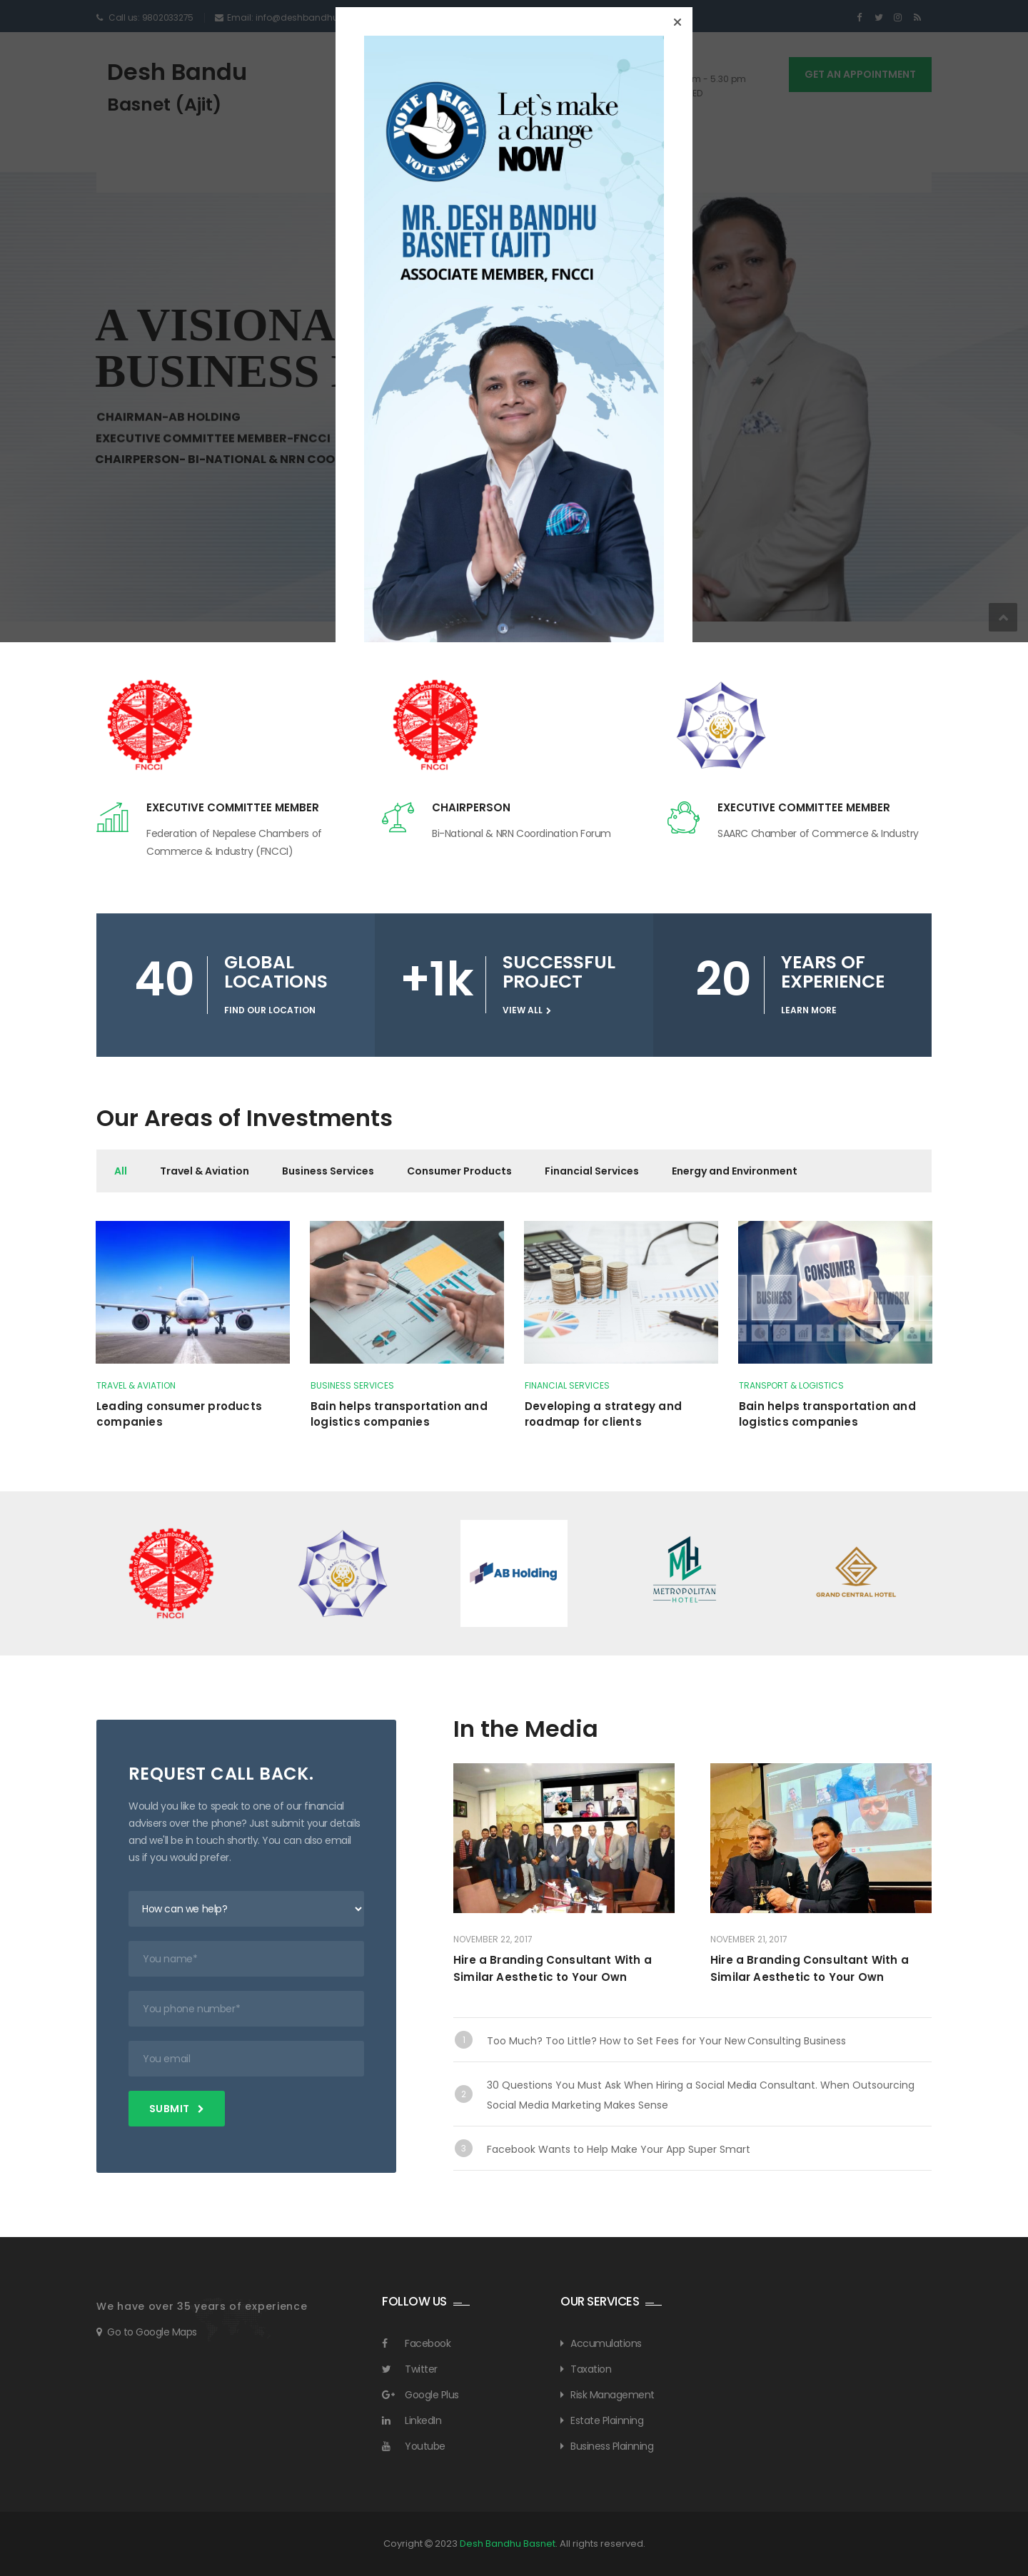 Call us: 9802033275
Email: info@deshbandhu
Desh Bandu
Basnet (Ajit)
m - 5.30 pm
ED
GET AN APPOINTMENT
×
VOTE RIGHT
VOTE WISE
Let`s make
a change
NOW
MR. DESH BANDHU
BASNET (AJIT)
ASSOCIATE MEMBER, FNCCI
A VISIONA
BUSINESS
CHAIRMAN-AB HOLDING
EXECUTIVE COMMITTEE MEMBER-FNCCI
CHAIRPERSON- BI-NATIONAL & NRN COO
FNCCI
FNCCI
EXECUTIVE COMMITTEE MEMBER
Federation of Nepalese Chambers of
Commerce & Industry (FNCCI)
CHAIRPERSON
Bi-National & NRN Coordination Forum
EXECUTIVE COMMITTEE MEMBER
SAARC Chamber of Commerce & Industry
40
GLOBAL
LOCATIONS
FIND OUR LOCATION
+1k
SUCCESSFUL
PROJECT
VIEW ALL
20
YEARS OF
EXPERIENCE
LEARN MORE
Our Areas of Investments
All
Travel & Aviation
Business Services
Consumer Products
Financial Services
Energy and Environment
CONSUMER
BUSINESS
NETWORK
TRAVEL & AVIATION
Leading consumer products
companies
BUSINESS SERVICES
Bain helps transportation and
logistics companies
FINANCIAL SERVICES
Developing a strategy and
roadmap for clients
TRANSPORT & LOGISTICS
Bain helps transportation and
logistics companies
FNCCI
AB Holding
METROPOLITAN
HOTEL
GRAND CENTRAL HOTEL
REQUEST CALL BACK.
Would you like to speak to one of our financial
advisers over the phone? Just submit your details
and we'll be in touch shortly. You can also email
us if you would prefer.
How can we help?
You name*
You phone number*
You email
SUBMIT
In the Media
NOVEMBER 22, 2017
Hire a Branding Consultant With a
Similar Aesthetic to Your Own
NOVEMBER 21, 2017
Hire a Branding Consultant With a
Similar Aesthetic to Your Own
1 Too Much? Too Little? How to Set Fees for Your New Consulting Business
2 30 Questions You Must Ask When Hiring a Social Media Consultant. When Outsourcing
Social Media Marketing Makes Sense
3 Facebook Wants to Help Make Your App Super Smart
We have over 35 years of experience
Go to Google Maps
FOLLOW US
Facebook
Twitter
Google Plus
LinkedIn
Youtube
OUR SERVICES
Accumulations
Taxation
Risk Management
Estate Plainning
Business Plainning
Coyright © 2023 Desh Bandhu Basnet. All rights reserved.